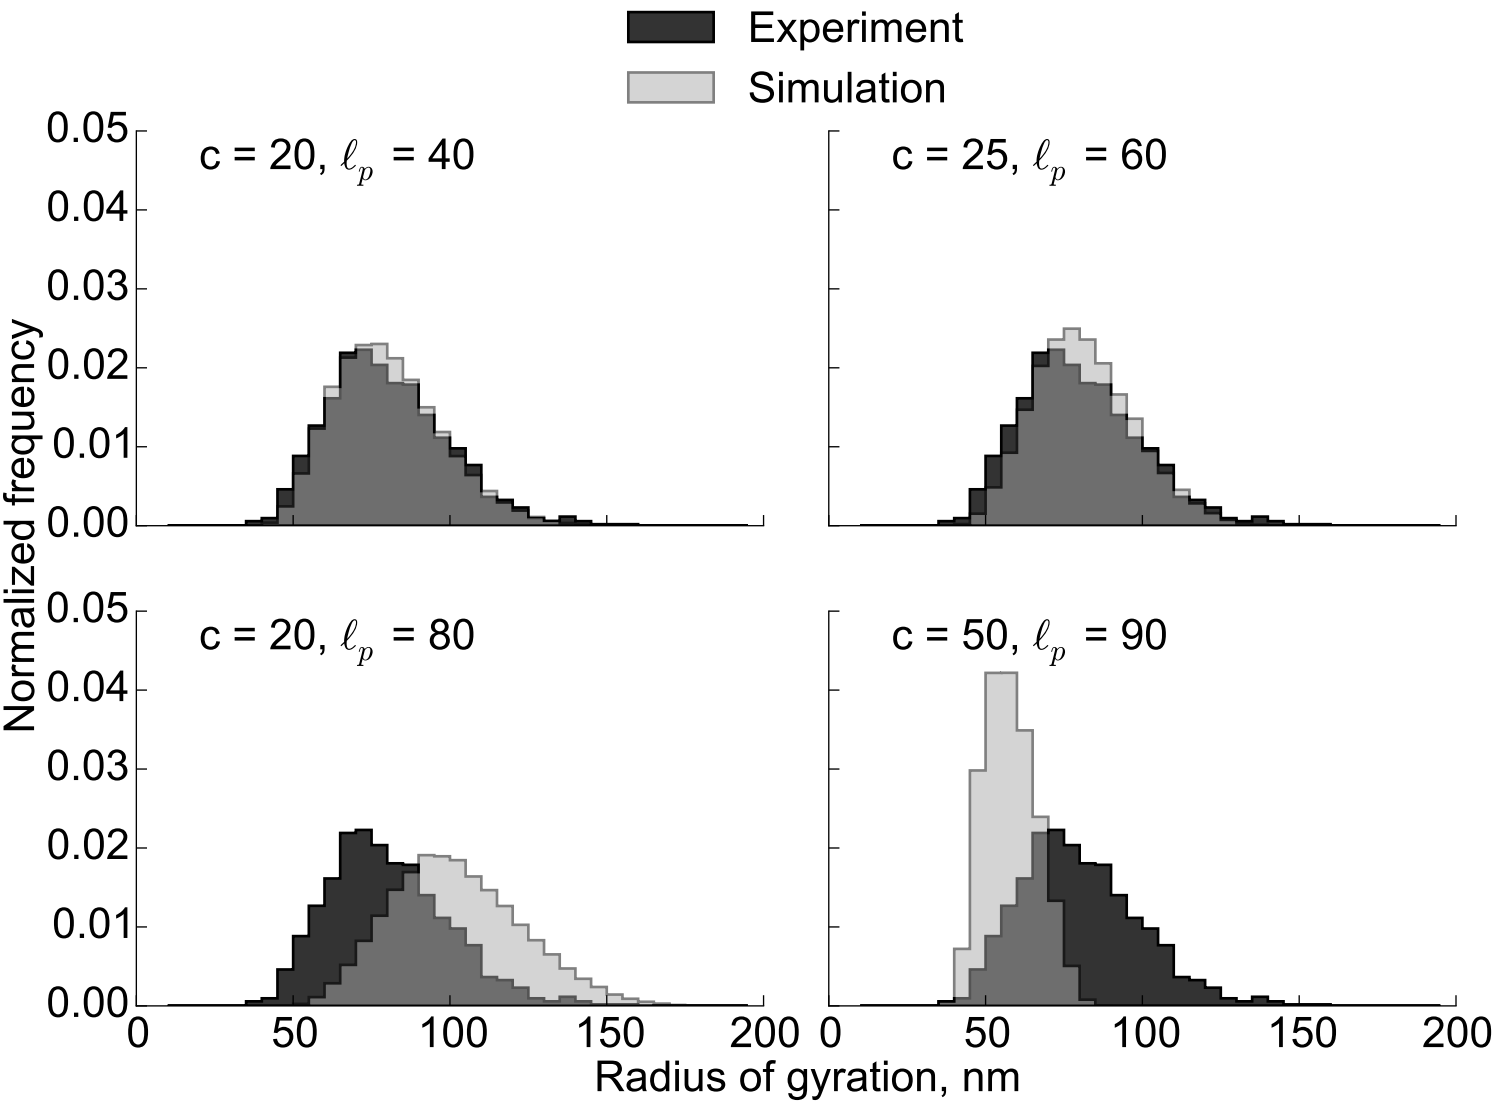 Experiment
Simulation
Normalized frequency
c = 20, ℓp = 40
c = 25, ℓp = 60
0.05
0.04
0.03
0.02
0.01
0.00
c = 20, ℓp = 80
c = 50, ℓp = 90
0.05
0.04
0.03
0.02
0.01
0.00
0 50 100 150 200 0 50 100 150 200
Radius of gyration, nm